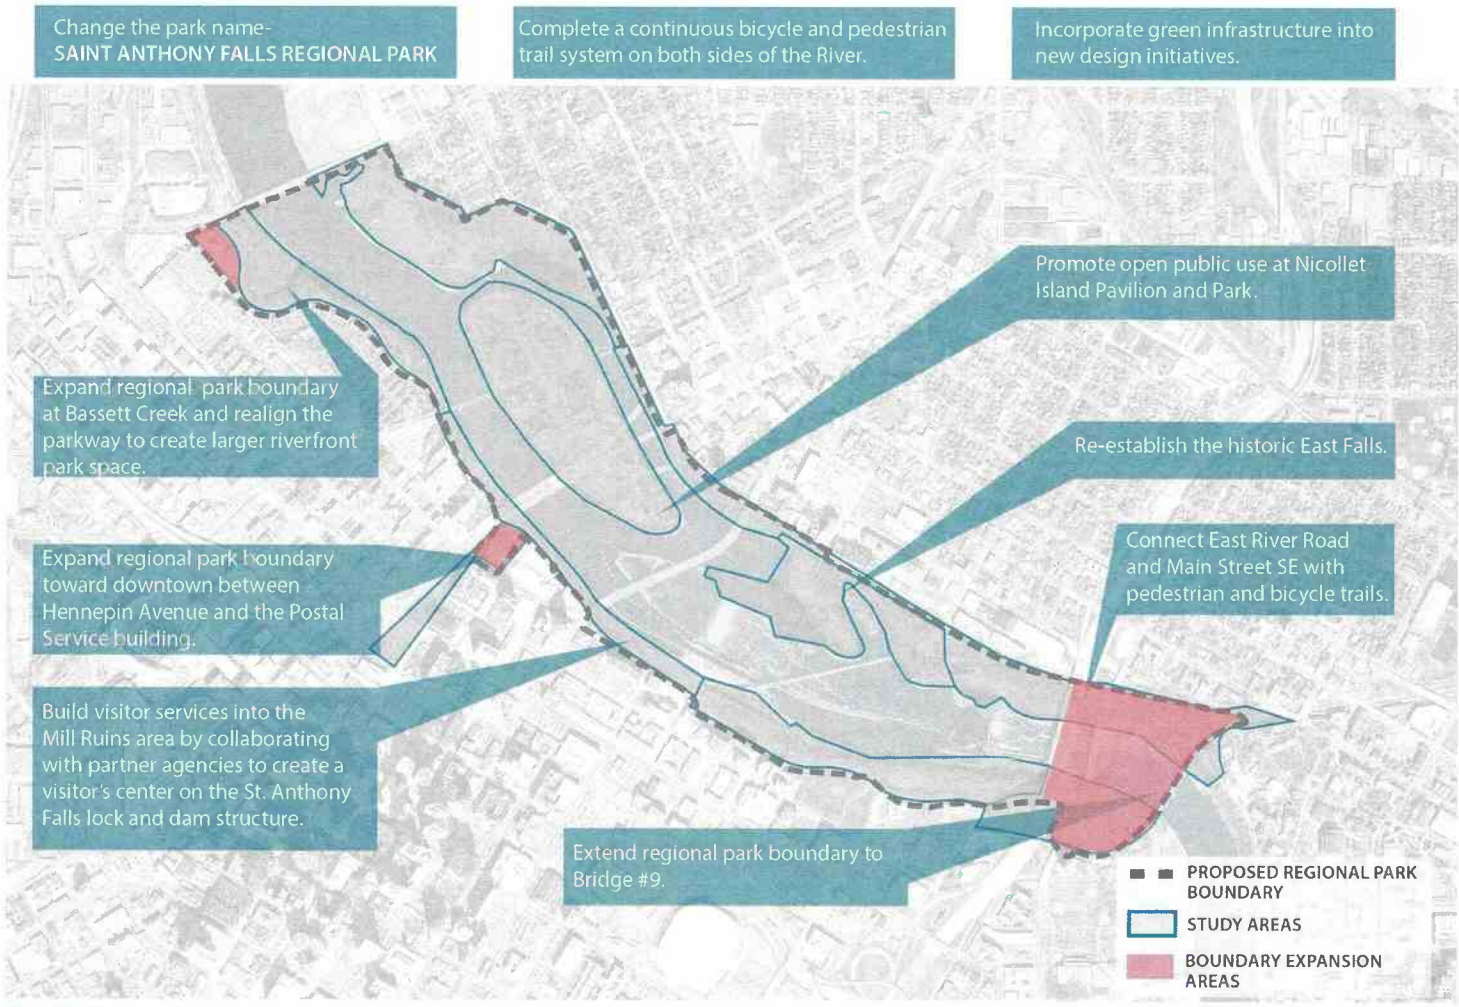 Change the park name-
SAINT ANTHONY FALLS REGIONAL PARK
Complete a continuous bicycle and pedestrian
trail system on both sides of the River.
Incorporate green infrastructure into
new design initiatives.
Promote open public use at Nicollet
Island Pavilion and Park.
Expand regional park boundary
at Bassett Creek and realign the
parkway to create larger riverfront
park space.
Re-establish the historic East Falls.
Connect East River Road
and Main Street SE with
pedestrian and bicycle trails.
Expand regional park boundary
toward downtown between
Hennepin Avenue and the Postal
Service building.
Build visitor services into the
Mill Ruins area by collaborating
with partner agencies to create a
visitor's center on the St. Anthony
Falls lock and dam structure.
Extend regional park boundary to
Bridge #9.
PROPOSED REGIONAL PARK
BOUNDARY
STUDY AREAS
BOUNDARY EXPANSION
AREAS